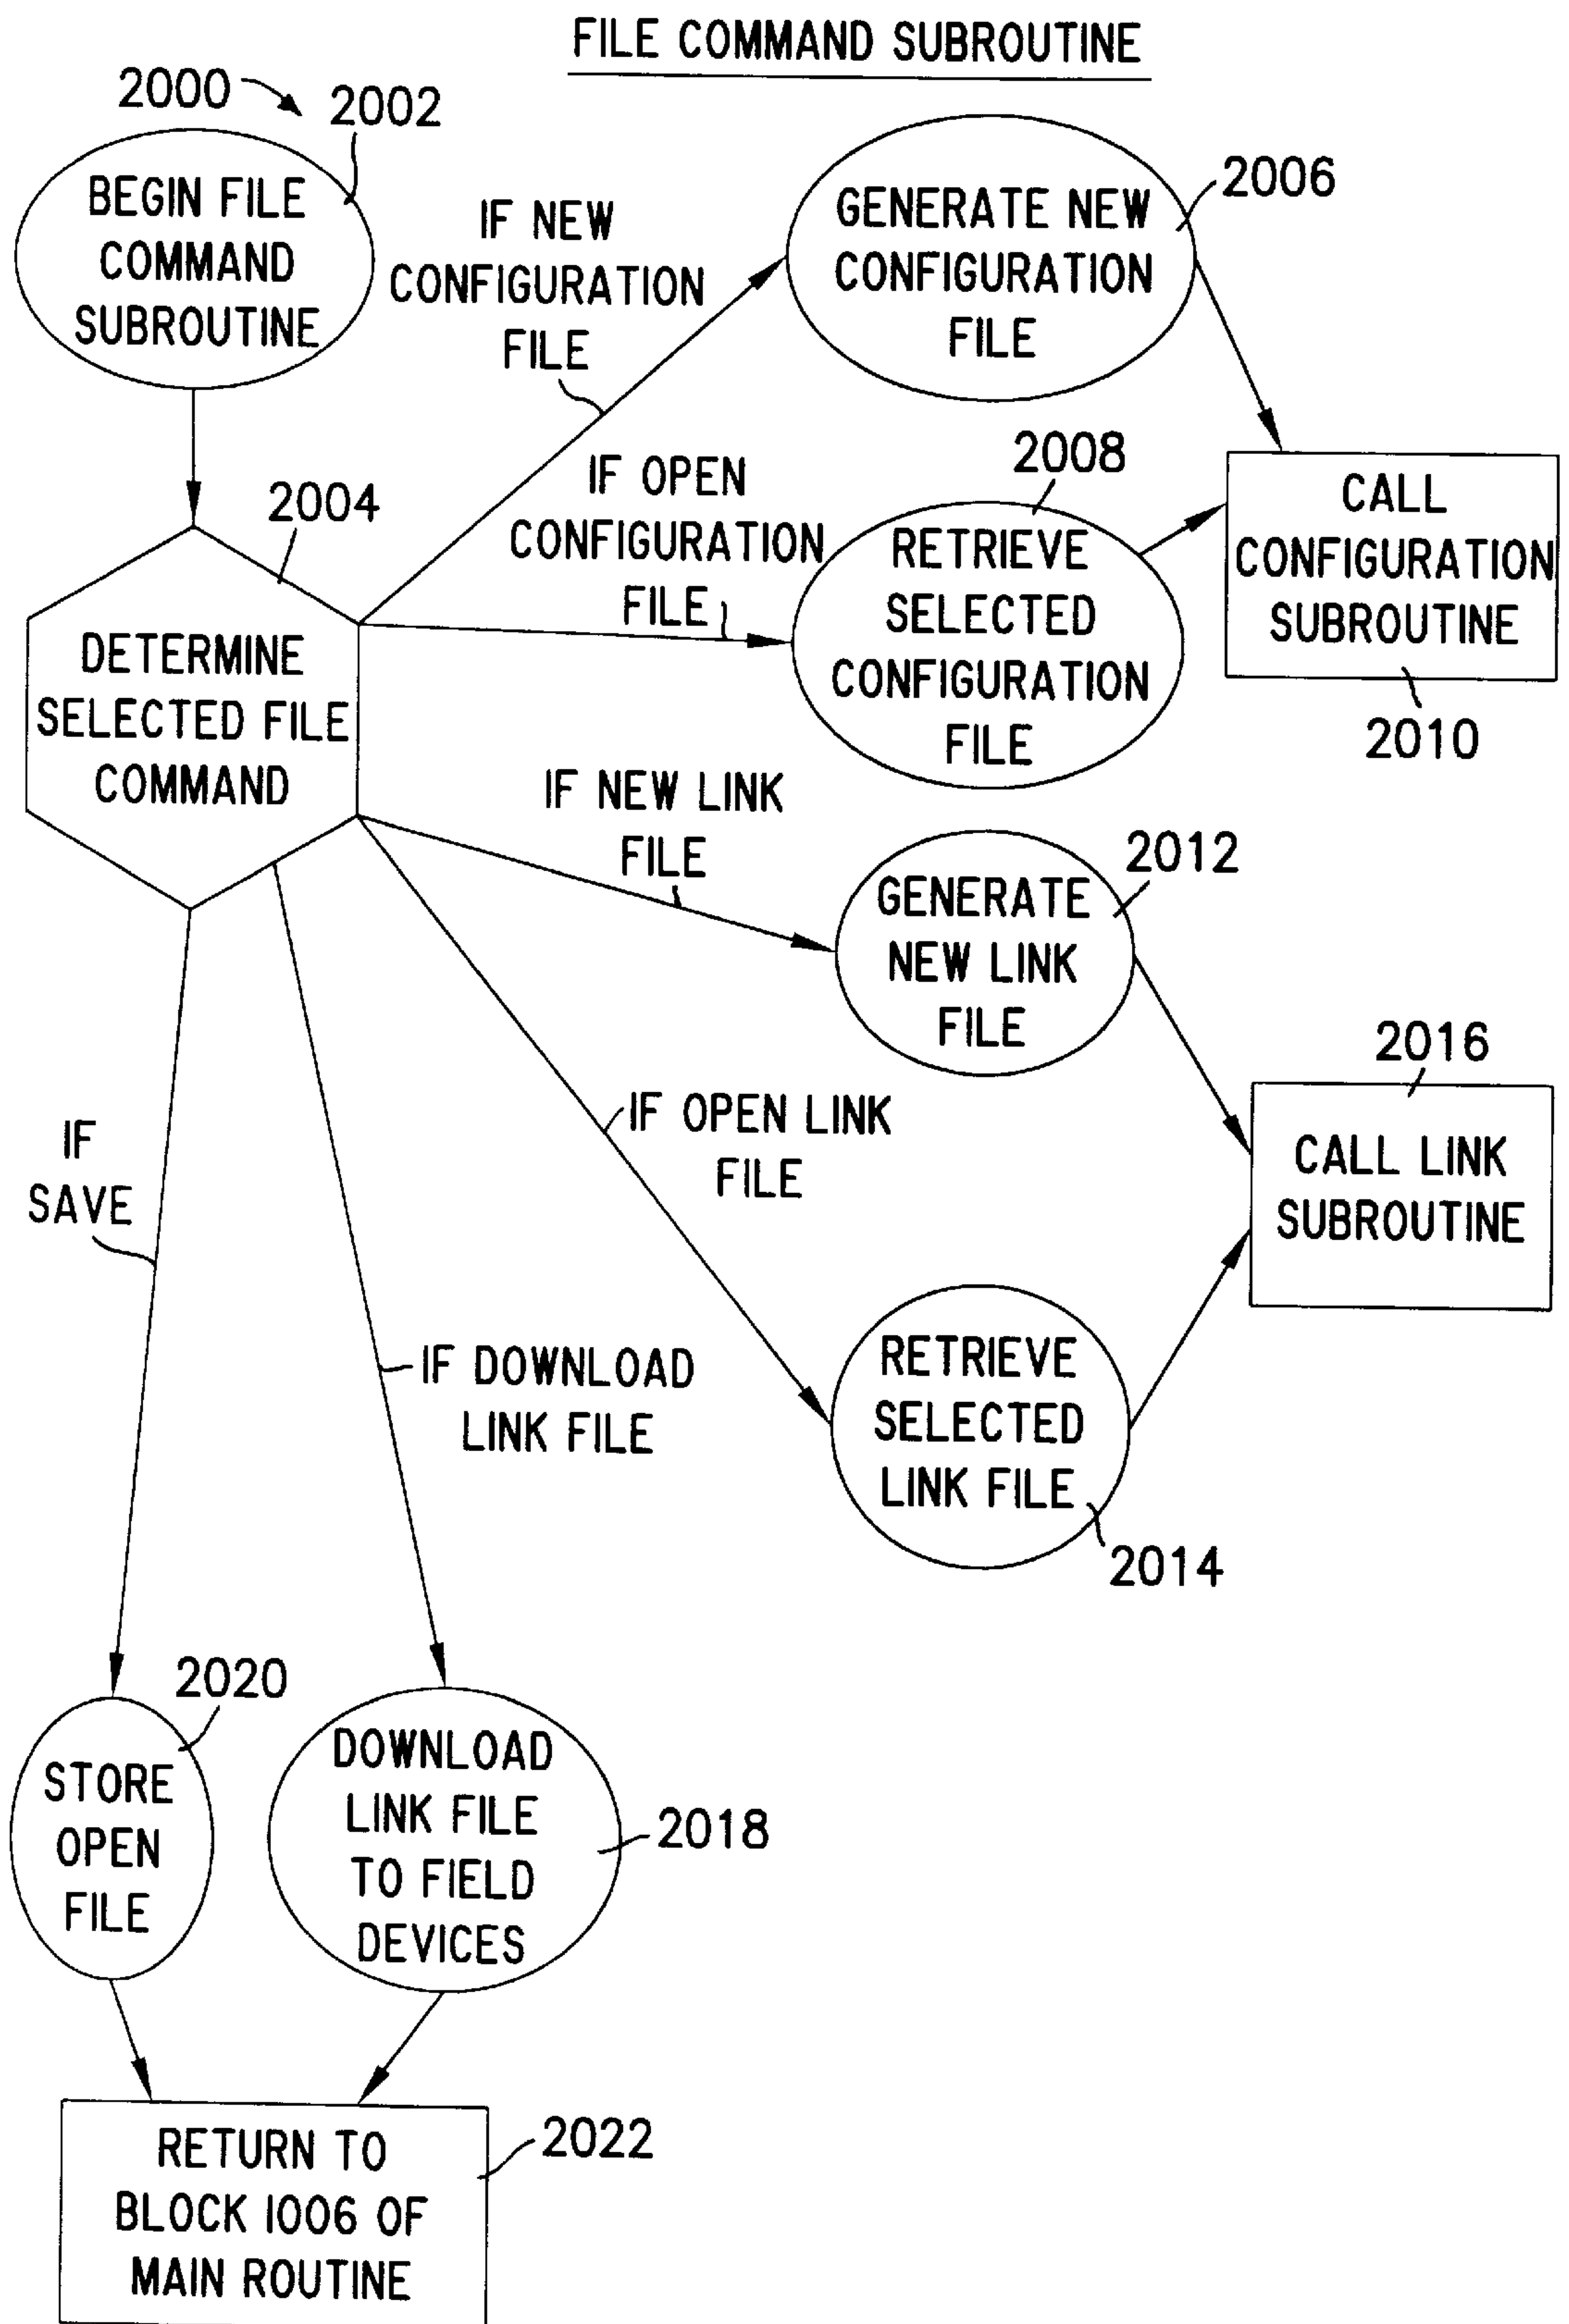 FILE COMMAND SUBROUTINE
2000
2002
BEGIN FILE
COMMAND
SUBROUTINE
IF NEW
CONFIGURATION
FILE
GENERATE NEW
CONFIGURATION
FILE
2006
2004
DETERMINE
SELECTED FILE
COMMAND
IF OPEN
CONFIGURATION
FILE
2008
RETRIEVE
SELECTED
CONFIGURATION
FILE
CALL
CONFIGURATION
SUBROUTINE
2010
IF NEW LINK
FILE
GENERATE
NEW LINK
FILE
2012
2016
CALL LINK
SUBROUTINE
IF OPEN LINK
FILE
RETRIEVE
SELECTED
LINK FILE
2014
IF
SAVE
IF DOWNLOAD
LINK FILE
2020
STORE
OPEN
FILE
DOWNLOAD
LINK FILE
TO FIELD
DEVICES
2018
RETURN TO
BLOCK 1006 OF
MAIN ROUTINE
2022